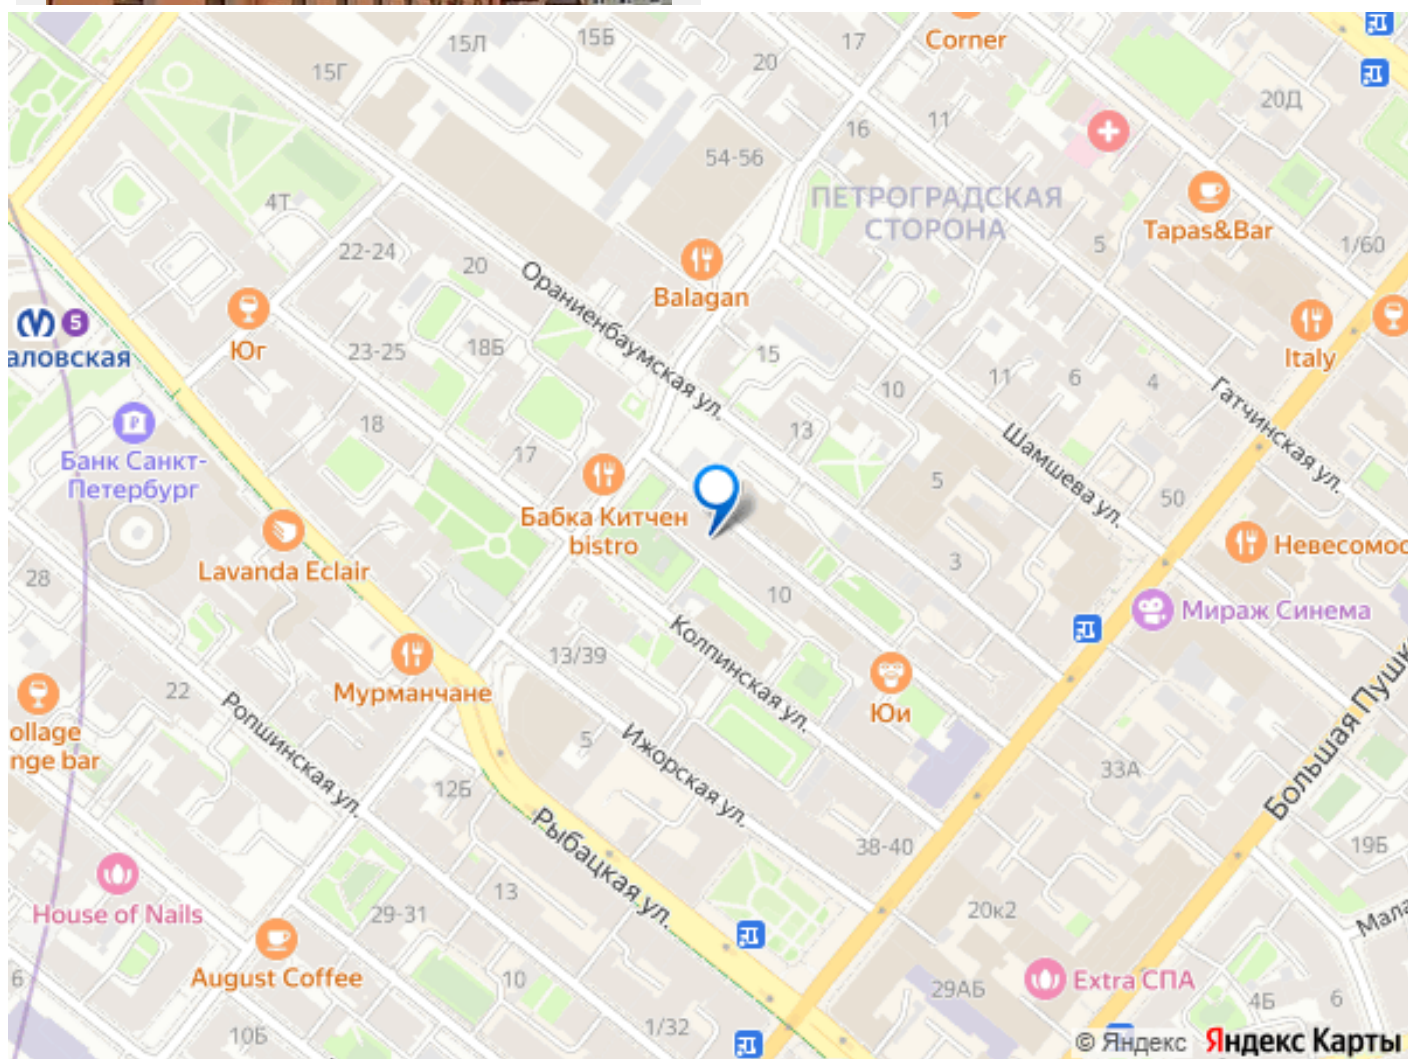 15Л
15Б
17
Corner
15Г
20
20Д
16
11
54-56
ПЕТРОГРАДСКАЯ
СТОРОНА
4Т
5
Tapas&Bar
1/60
22-24
20
Ораниенбаумская ул.
Balagan
5
аловская
Юг
23-25
18Б
15
Italy
10
11
6
4
Гатчинская ул.
18
13
Шамшева ул.
Банк Санкт-
Петербург
17
5
50
Бабка Китчен
bistro
Невесомос
28
Lavanda Eclair
3
10
Мираж Синема
Колпинская ул.
13/39
22
Мурманчане
Юи
ollage
nge bar
Ропшинская ул.
5
Ижорская ул.
33А
Большая Пушк
12Б
Рыбацкая ул.
38-40
19Б
House of Nails
29-31
13
20к2
Мала
August Coffee
6
10
29АБ
Extra СПА
4Б
6
10Б
1/32
© Яндекс Яндекс Карты